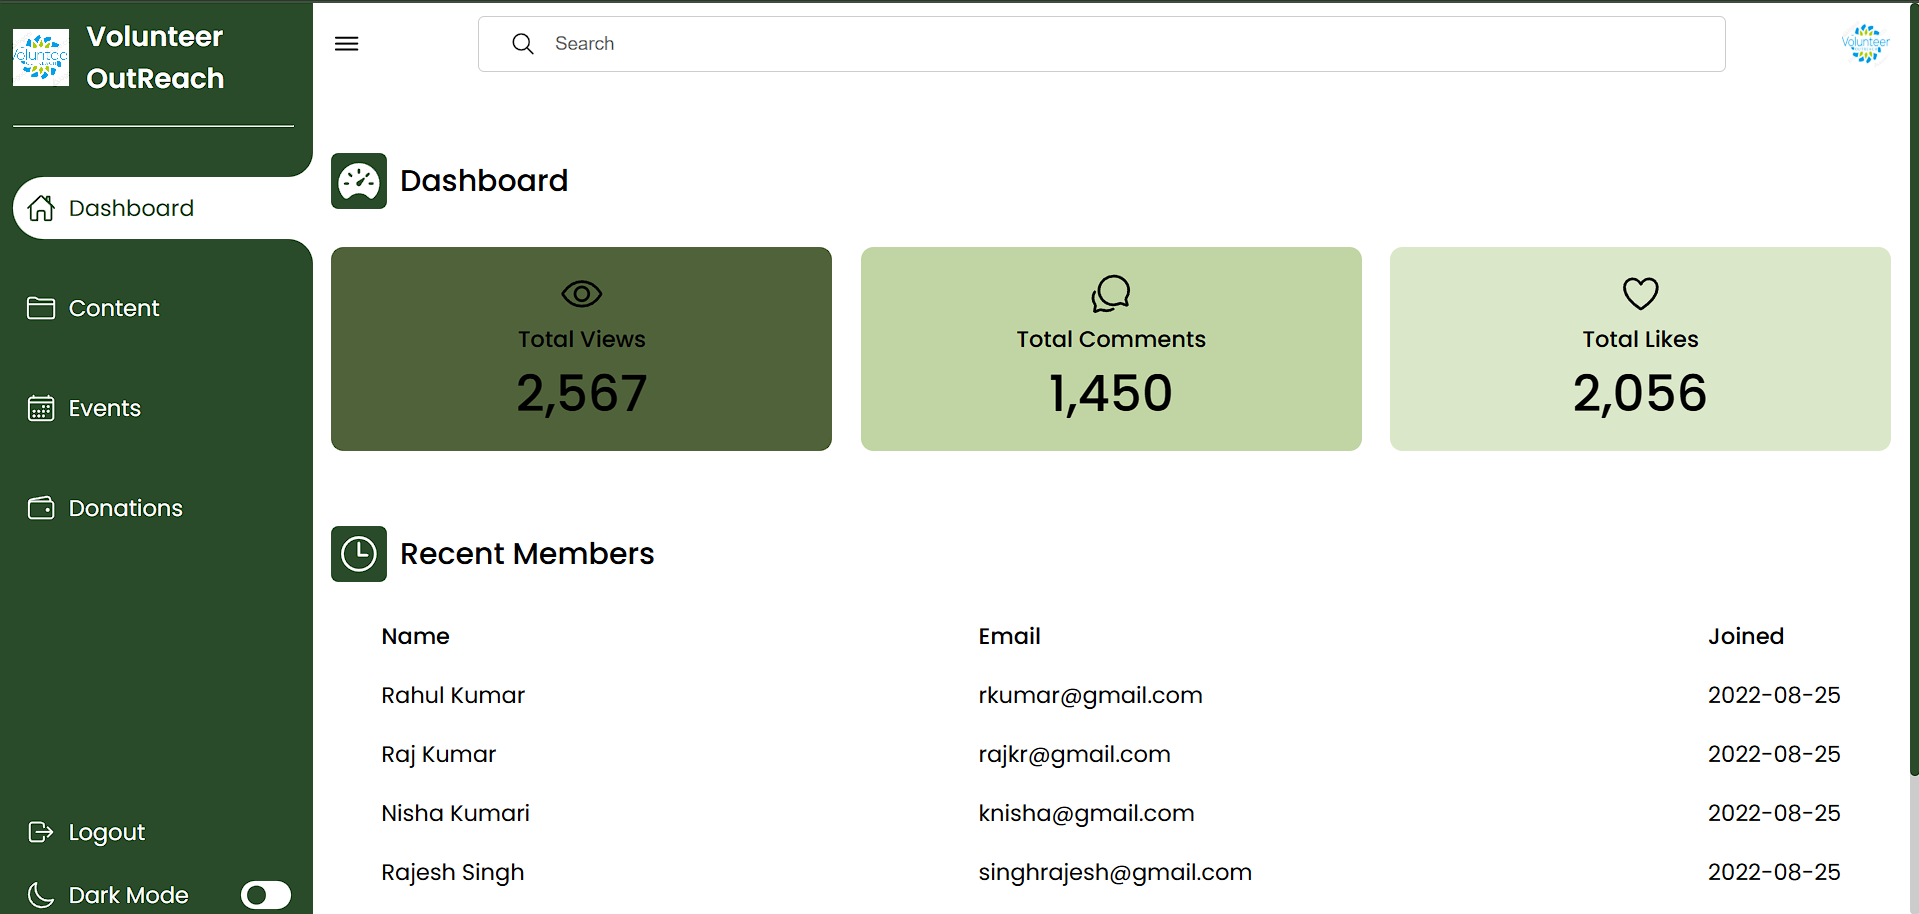 Volunteer
OutReach
Search
Volunteer
Dashboard
Content
Events
Donations
Logout
Dark Mode
Dashboard
Total Views
2,567
Total Comments
1,450
Total Likes
2,056
Recent Members
Name Email Joined
Rahul Kumar rkumar@gmail.com 2022-08-25
Raj Kumar rajkr@gmail.com 2022-08-25
Nisha Kumari knisha@gmail.com 2022-08-25
Rajesh Singh singhrajesh@gmail.com 2022-08-25